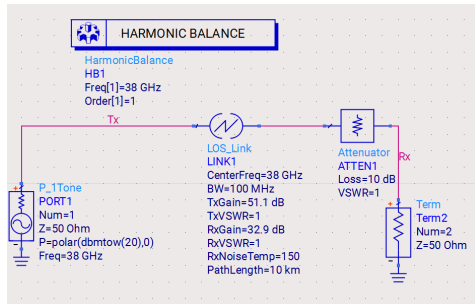 HARMONIC BALANCE
HarmonicBalance
HB1
Freq[1]=38 GHz
Order[1]=1
Tx
LOS_Link
LINK1
CenterFreq=38 GHz
BW=100 MHz
TxGain=51.1 dB
TxVSWR=1
RxGain=32.9 dB
RxVSWR=1
RxNoiseTemp=150
PathLength=10 km
Attenuator
ATTEN1
Loss=10 dB
VSWR=1
Rx
P_1Tone
PORT1
Num=1
Z=50 Ohm
P=polar(dbmtow(20),0)
Freq=38 GHz
Term
Term2
Num=2
Z=50 Ohm